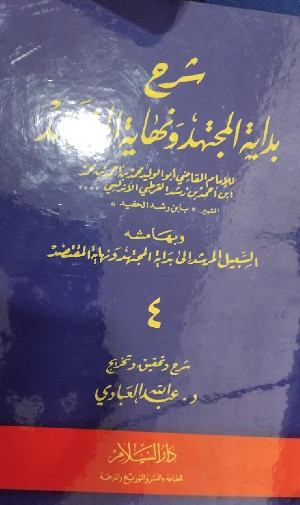 شرح
بداية المجتهد ونهاية المقتصد
للإمام القاضي أبو الوليد محمد بن أحمد بن محمد
ابن أحمد بن رشد القرطبي الأندلسي
الشهير "بابن رشد الحفيد"
وبهامشه
السبيل المرشد إلى بداية المجتهد ونهاية المقتصد
٤
شرح وتحقيق وتخريج
د. عبد الله العبادي
دار السلام
للطباعة والنشر والتوزيع والترجمة